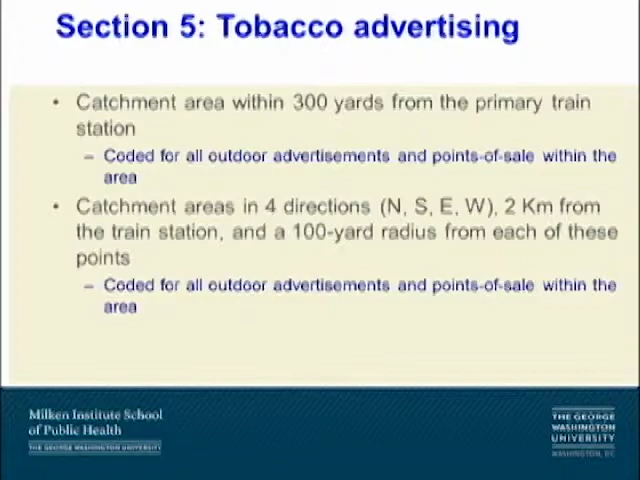 Section 5: Tobacco advertising
• Catchment area within 300 yards from the primary train
station
– Coded for all outdoor advertisements and points-of-sale within the
area
• Catchment areas in 4 directions (N, S, E, W), 2 Km from
the train station, and a 100-yard radius from each of these
points
– Coded for all outdoor advertisements and points-of-sale within the
area
Milken Institute School
of Public Health
THE GEORGE WASHINGTON UNIVERSITY
THE GEORGE
WASHINGTON
UNIVERSITY
WASHINGTON, DC